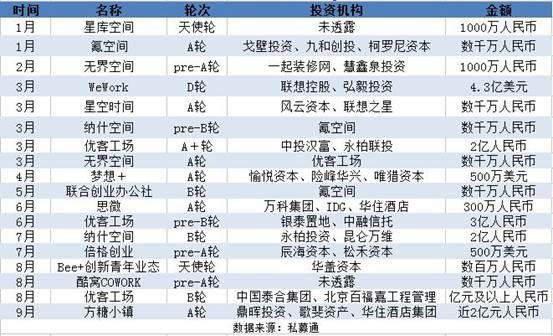 时间 名称 轮次 投资机构 金额
1月 星库空间 天使轮 未透露 1000万人民币
1月 氪空间 A轮 戈壁投资、九和创投、柯罗尼资本 数千万人民币
2月 无界空间 pre-A轮 一起装修网、慧鑫泉投资 1000万人民币
3月 WeWork D轮 联想控股、弘毅投资 4.3亿美元
3月 星空时间 A轮 风云资本、联想之星 数千万人民币
3月 纳什空间 pre-B轮 氪空间 数千万人民币
3月 优客工场 A＋轮 中投汉富、永柏联投 2亿人民币
3月 无界空间 A轮 优客工场 数千万人民币
4月 梦想＋ A轮 愉悦资本、险峰华兴、唯猎资本 500万美元
5月 联合创业办公社 B轮 氪空间 数千万人民币
6月 思微 A轮 万科集团、IDG、华住酒店 300万人民币
6月 优客工场 pre-B轮 银泰置地、中融信托 3亿人民币
7月 纳什空间 B轮 永柏投资、昆仑万维 2亿人民币
7月 倍格创业 pre-A轮 辰海资本、松禾资本 500万美元
8月 Bee+创新青年业态 天使轮 华盖资本 数百万人民币
8月 酷窝COWORK pre-A轮 未透露 数千万人民币
8月 优客工场 B轮 中国泰合集团、北京百福嘉工程管理 亿元及以上人民币
9月 方糖小镇 A轮 鼎晖投资、歌斐资产、华住酒店集团 近2亿元人民币
数据来源：私募通